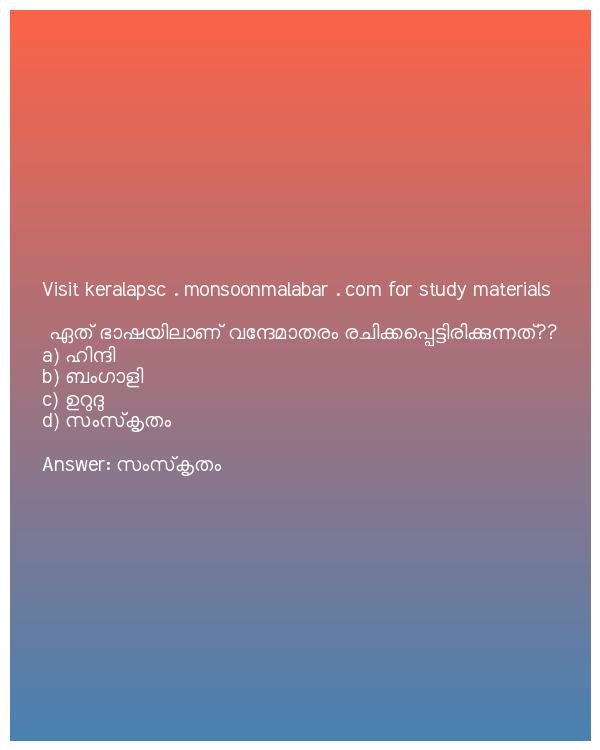 Visit keralapsc . monsoonmalabar . com for study materials
ഏത് ഭാഷയിലാണ് വന്ദേമാതരം രചിക്കപ്പെട്ടിരിക്കുന്നത്??
a) ഹിന്ദി
b) ബംഗാളി
c) ഉറുദു
d) സംസ്കൃതം
Answer: സംസ്കൃതം